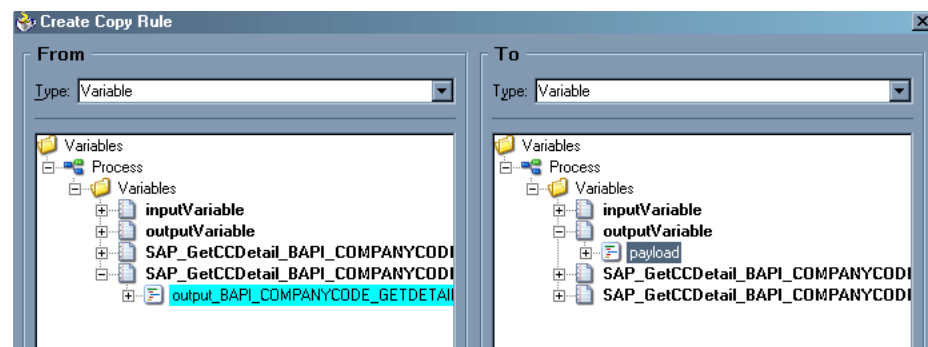 Create Copy Rule
From
Type: Variable
Variables
Process
Variables
inputVariable
outputVariable
SAP_GetCCDetail_BAPI_COMPANYCODI
SAP_GetCCDetail_BAPI_COMPANYCODI
output_BAPI_COMPANYCODE_GETDETAIL
To
Type: Variable
Variables
Process
Variables
inputVariable
outputVariable
payload
SAP_GetCCDetail_BAPI_COMPANYCODI
SAP_GetCCDetail_BAPI_COMPANYCODI